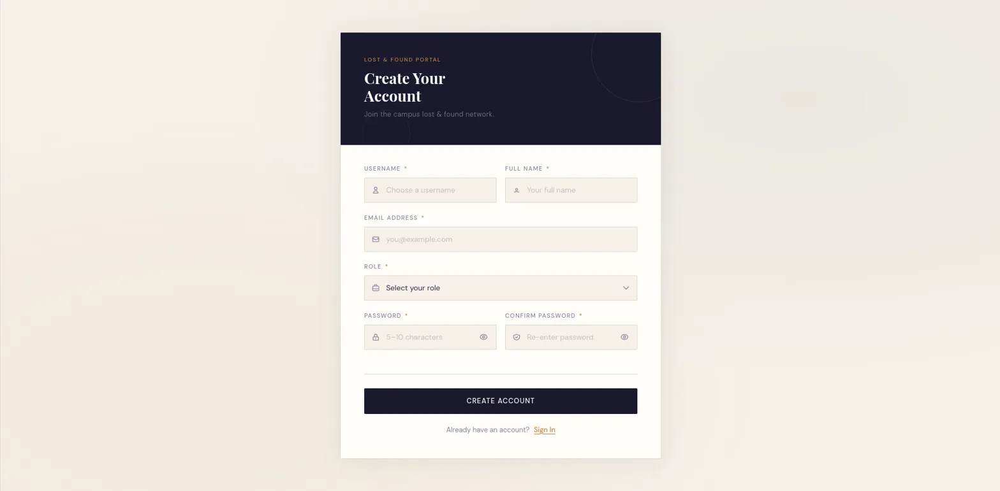 LOST & FOUND PORTAL
Create Your
Account
Join the campus lost & found network.
USERNAME * FULL NAME *
Choose a username Your full name
EMAIL ADDRESS *
you@example.com
ROLE *
Select your role
PASSWORD * CONFIRM PASSWORD *
5–10 characters Re-enter password
CREATE ACCOUNT
Already have an account? Sign In